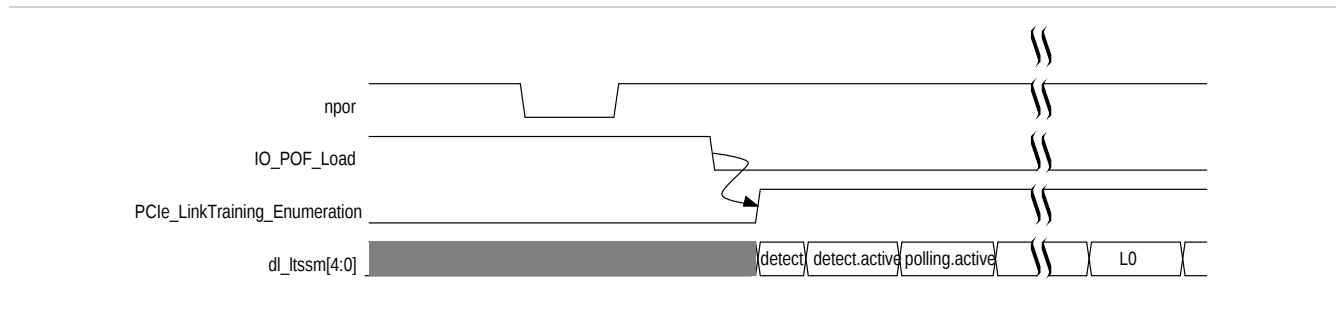 npor
IO_POF_Load
PCIe_LinkTraining_Enumeration
dl_ltssm[4:0] detect detect.active polling.active L0